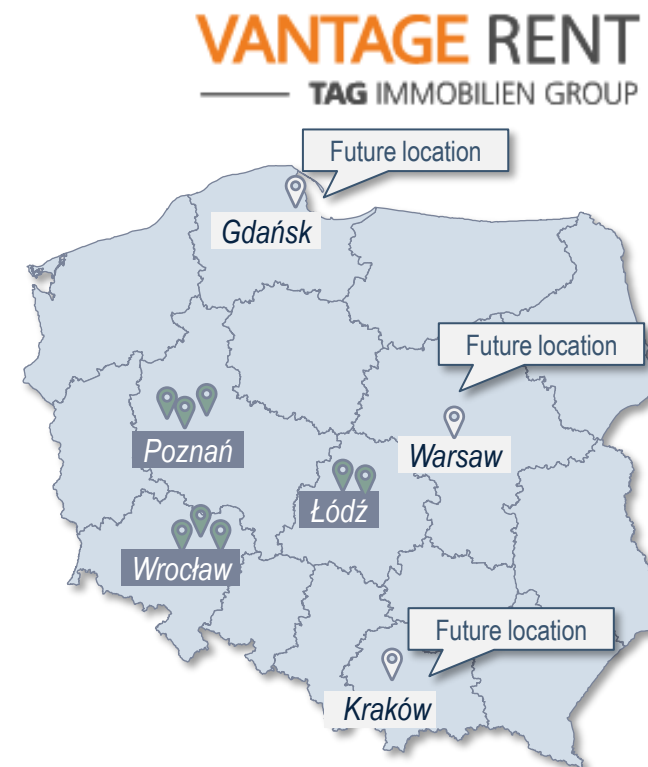 VANTAGE RENT
TAG IMMOBILIEN GROUP
Future location
Gdańsk
Future location
Poznań
Warsaw
Łódź
Wrocław
Future location
Kraków